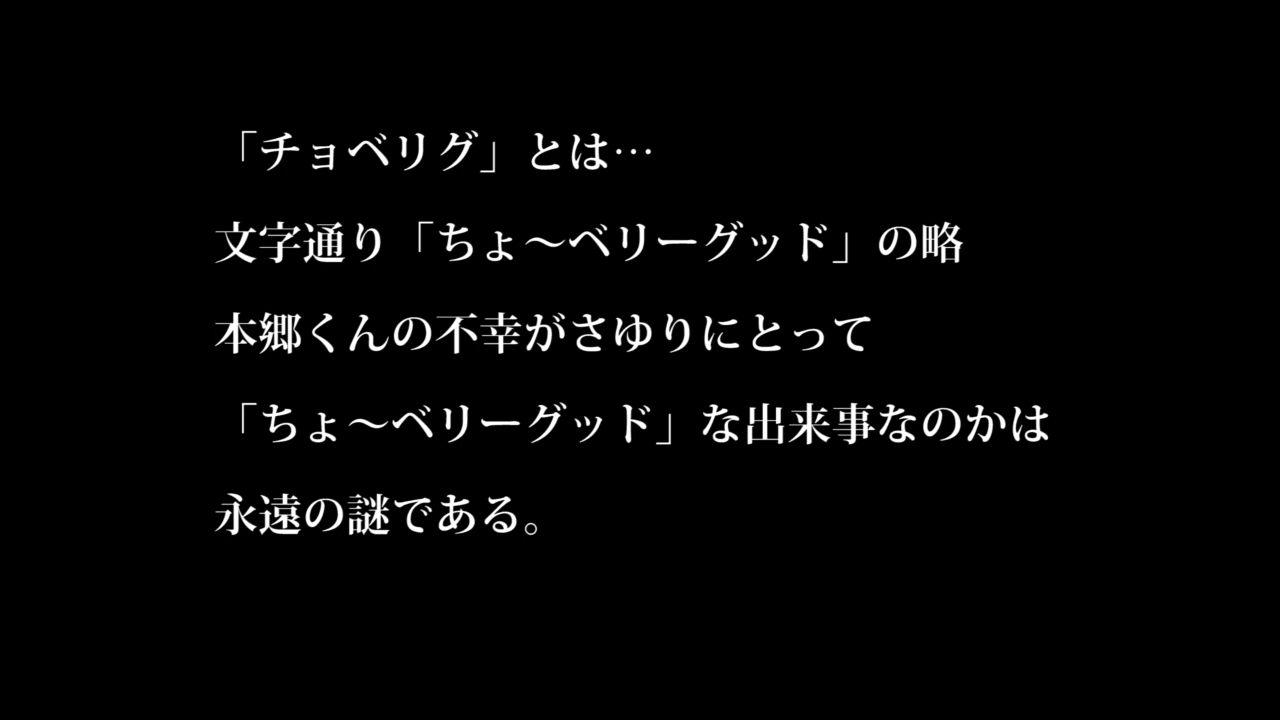 「チョベリグ」とは…
文字通り「ちょ～ベリーグッド」の略
本郷くんの不幸がさゆりにとって
「ちょ～ベリーグッド」な出来事なのかは
永遠の謎である。